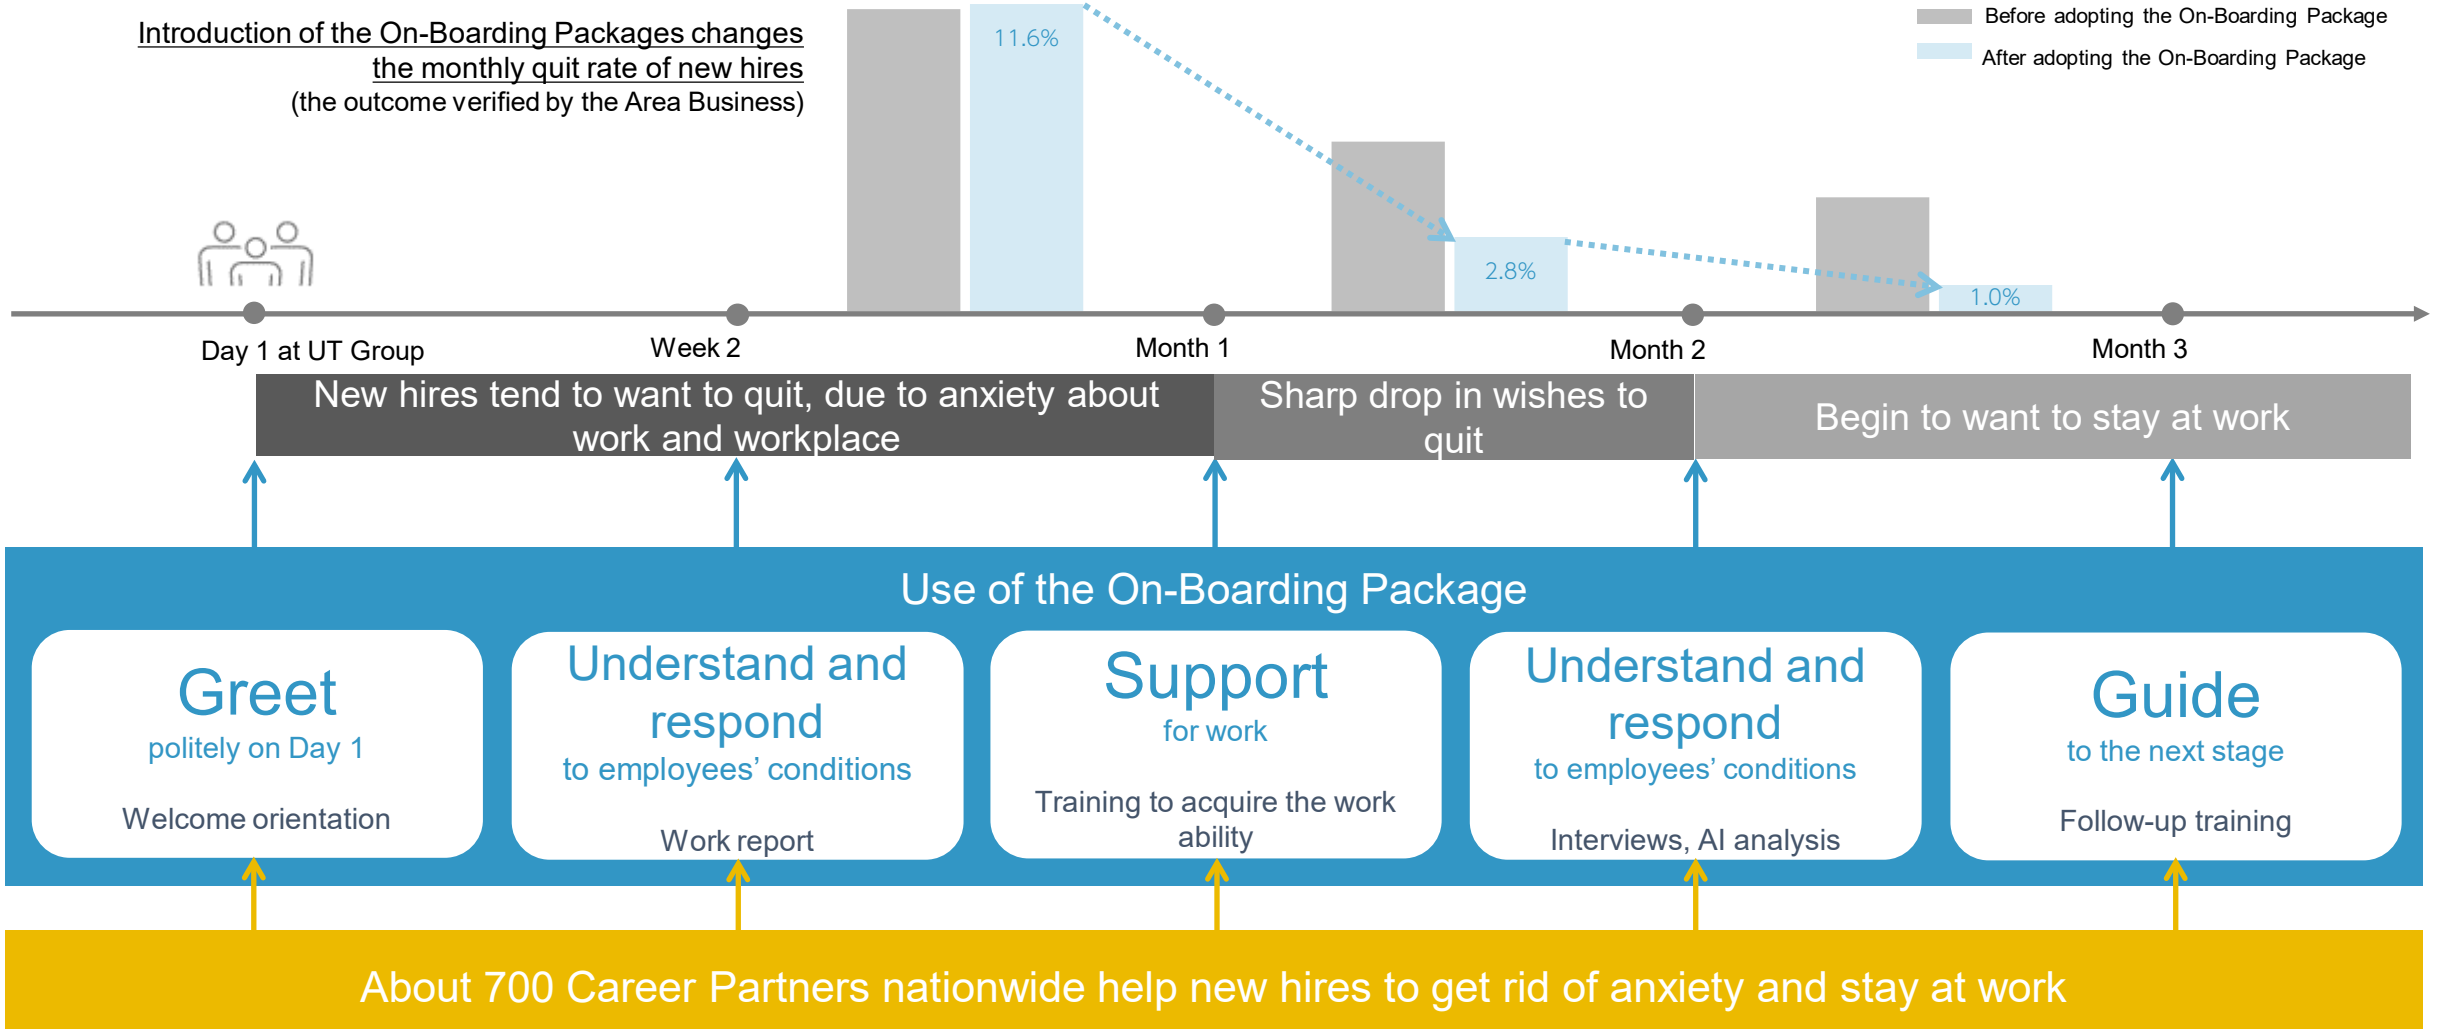 Introduction of the On-Boarding Packages changes
the monthly quit rate of new hires
(the outcome verified by the Area Business)
Before adopting the On-Boarding Package
After adopting the On-Boarding Package
11.6%
2.8%
1.0%
Day 1 at UT Group
Week 2
Month 1
Month 2
Month 3
New hires tend to want to quit, due to anxiety about
work and workplace
Sharp drop in wishes to
quit
Begin to want to stay at work
Use of the On-Boarding Package
Greet
politely on Day 1
Welcome orientation
Understand and
respond
to employees’ conditions
Work report
Support
for work
Training to acquire the work
ability
Understand and
respond
to employees’ conditions
Interviews, AI analysis
Guide
to the next stage
Follow-up training
About 700 Career Partners nationwide help new hires to get rid of anxiety and stay at work